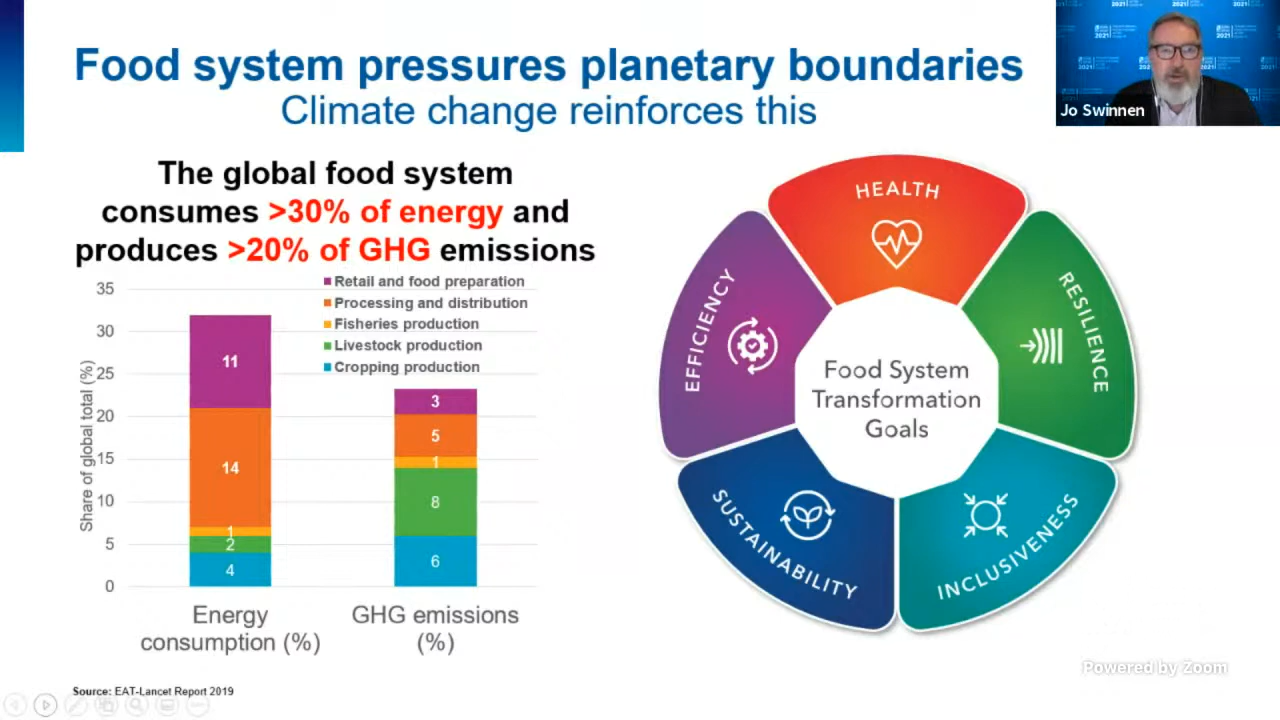 Food system pressures planetary boundaries
Climate change reinforces this
Jo Swinnen
The global food system
consumes >30% of energy and
produces >20% of GHG emissions
Retail and food preparation
Processing and distribution
Fisheries production
Livestock production
Cropping production
Share of global total (%)
35
30
25
20
15
10
5
0
11
14
1
2
4
3
5
1
8
6
Energy
consumption (%)
GHG emissions
(%)
Source: EAT-Lancet Report 2019
HEALTH
RESILIENCE
INCLUSIVENESS
SUSTAINABILITY
EFFICIENCY
Food System
Transformation
Goals
Powered by Zoom